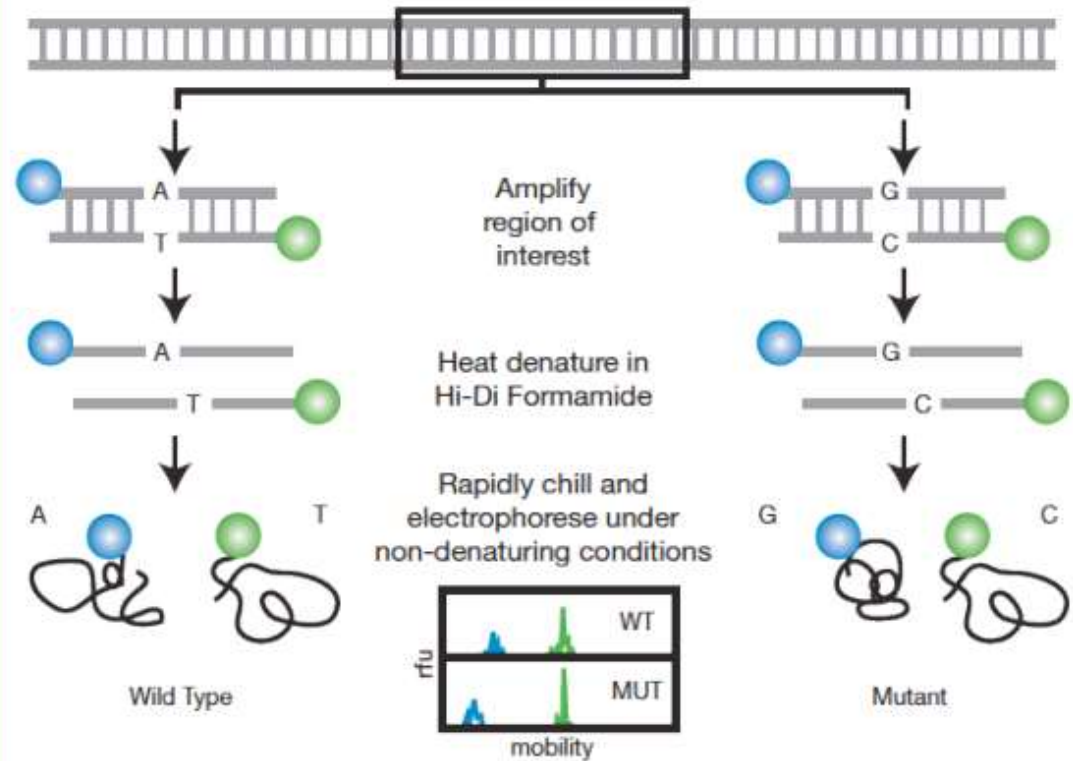 A
T
Amplify
region of
interest
G
C
A
T
Heat denature in
Hi-Di Formamide
G
C
A
T
Rapidly chill and
electrophorese under
non-denaturing conditions
G
C
Wild Type
rfu
WT
MUT
mobility
Mutant